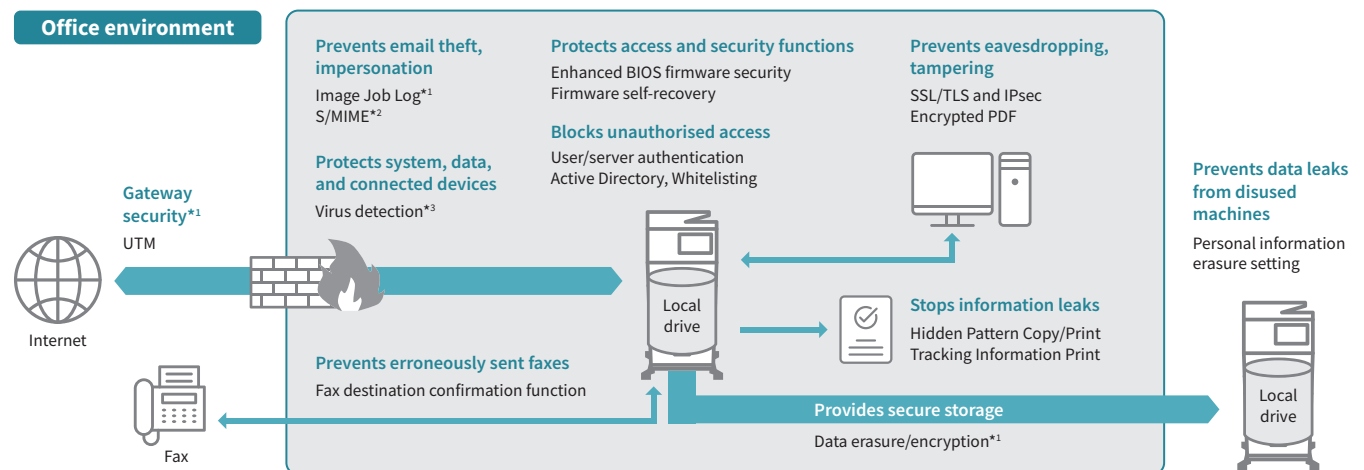 Office environment
Prevents email theft,
impersonation
Image Job Log*1
S/MIME*2
Protects system, data,
and connected devices
Virus detection*3
Protects access and security functions
Enhanced BIOS firmware security
Firmware self-recovery
Blocks unauthorised access
User/server authentication
Active Directory, Whitelisting
Prevents eavesdropping,
tampering
SSL/TLS and IPsec
Encrypted PDF
Gateway
security*1
UTM
Internet
Local
drive
Stops information leaks
Hidden Pattern Copy/Print
Tracking Information Print
Prevents data leaks
from disused
machines
Personal information
erasure setting
Prevents erroneously sent faxes
Fax destination confirmation function
Fax
Provides secure storage
Data erasure/encryption*1
Local
drive